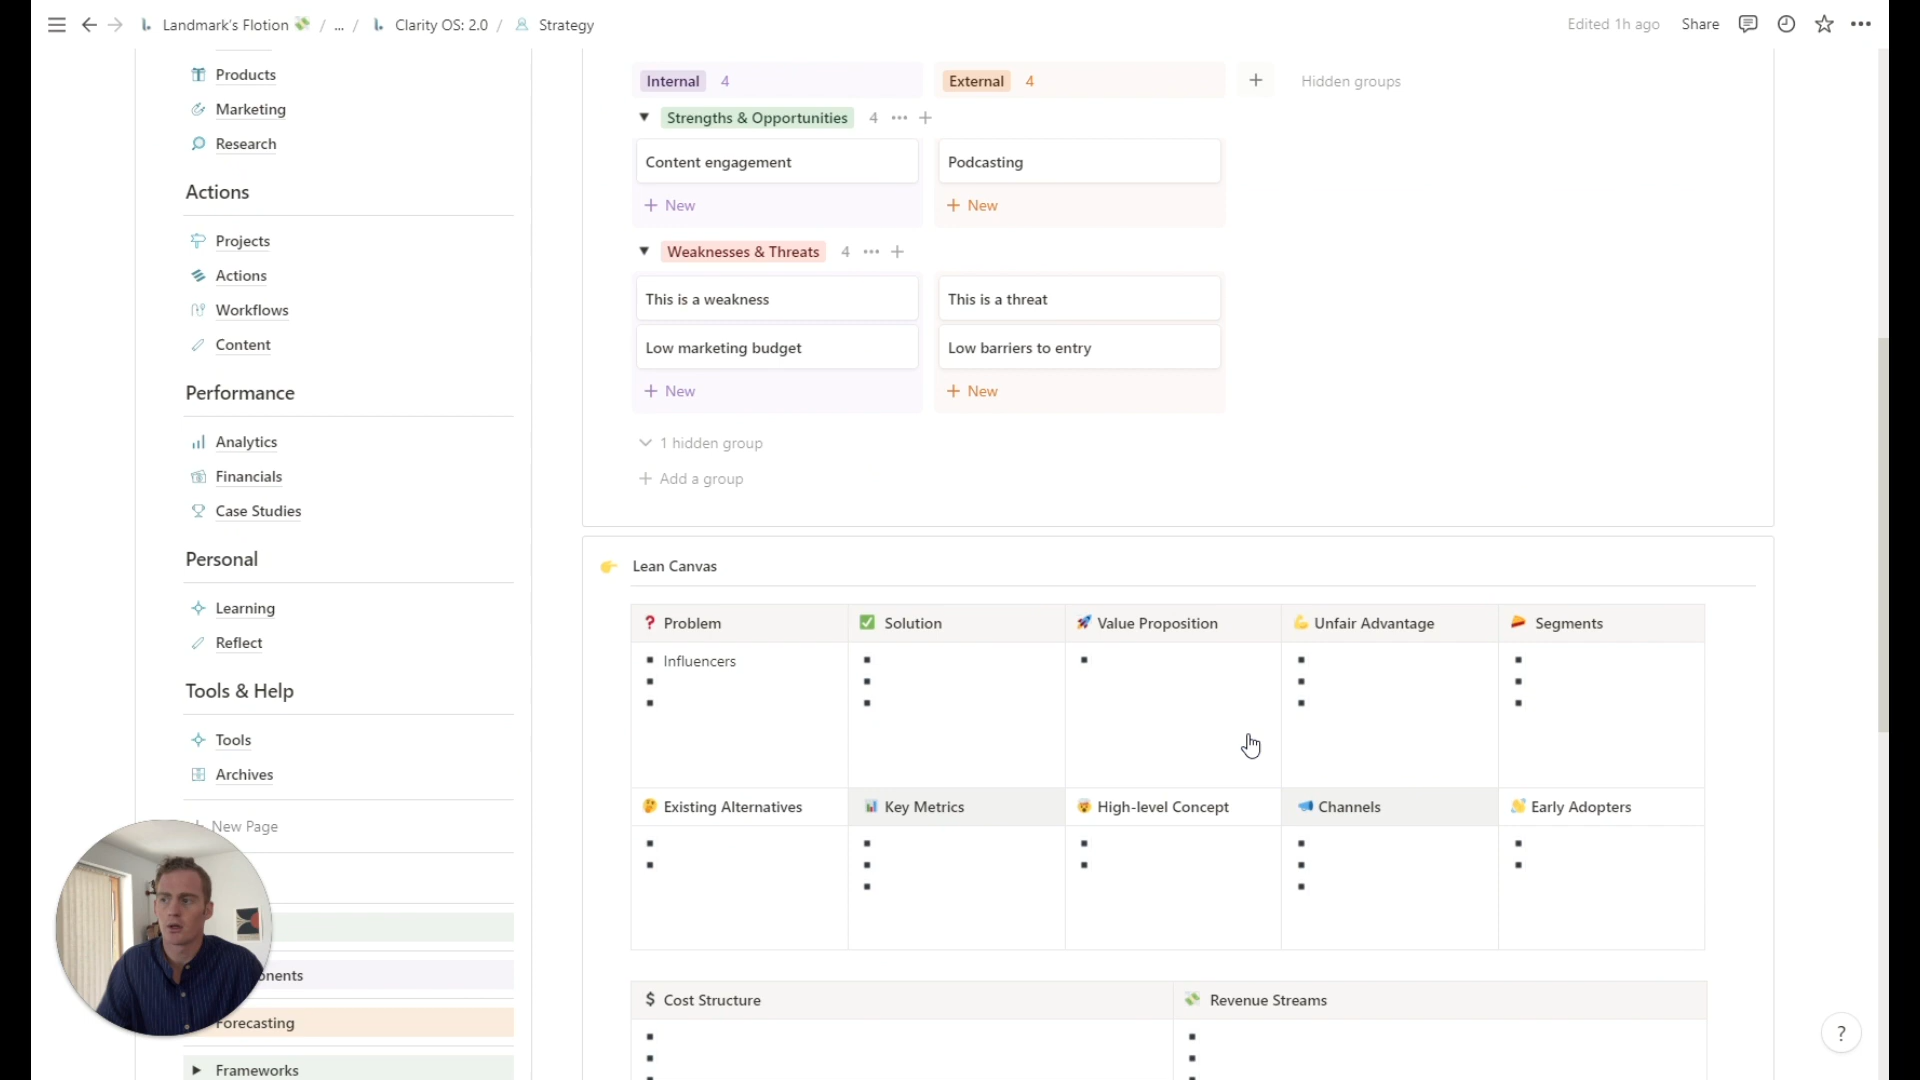 Landmark's Flotion / ... / Clarity OS: 2.0 / Strategy
Edited 1h ago Share
Products
Marketing
Research
Actions
Projects
Actions
Workflows
Content
Performance
Analytics
Financials
Case Studies
Personal
Learning
Reflect
Tools & Help
Tools
Archives
New Page
Forecasting
Frameworks
Internal 4 External 4 + Hidden groups
Strengths & Opportunities 4 ... +
Content engagement Podcasting
+ New + New
Weaknesses & Threats 4 ... +
This is a weakness This is a threat
Low marketing budget Low barriers to entry
+ New + New
1 hidden group
+ Add a group
Lean Canvas
Problem Solution Value Proposition Unfair Advantage Segments
Influencers
Existing Alternatives Key Metrics High-level Concept Channels Early Adopters
$ Cost Structure Revenue Streams
?